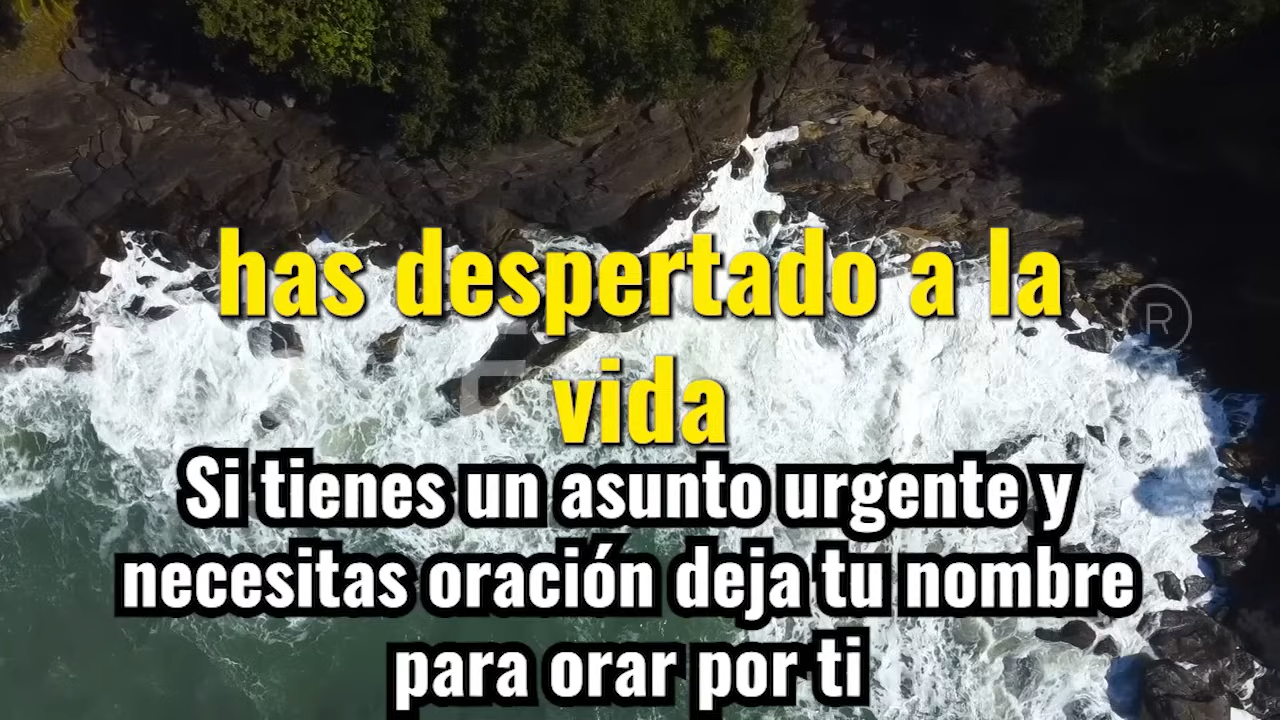 has despertado a la
vida
Si tienes un asunto urgente y
necesitas oración deja tu nombre
para orar por ti
®